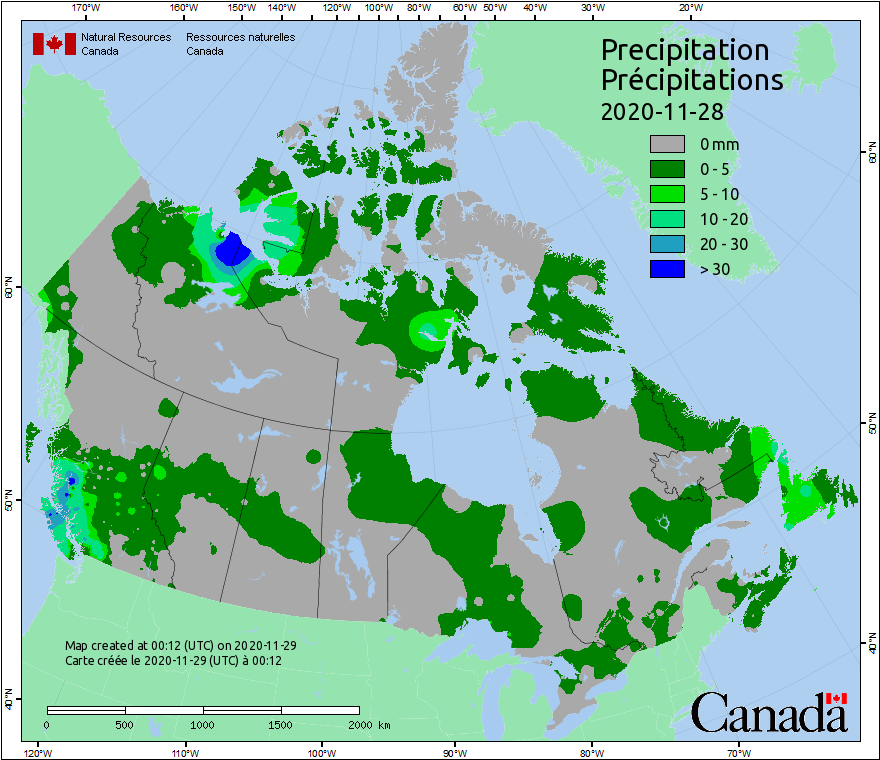 170°W 160°W 150°W 140°W 120°W 100°W 80°W 60°W 50°W 40°W 30°W 20°W
Natural Resources Ressources naturelles
Canada Canada
Precipitation
Précipitations
2020-11-28
0 mm
0 - 5
5 - 10
10 - 20
20 - 30
> 30
60°N
60°N
50°N
50°N
40°N
40°N
Map created at 00:12 (UTC) on 2020-11-29
Carte créée le 2020-11-29 (UTC) à 00:12
0 500 1000 1500 2000 km
Canada
120°W 110°W 100°W 90°W 80°W 70°W